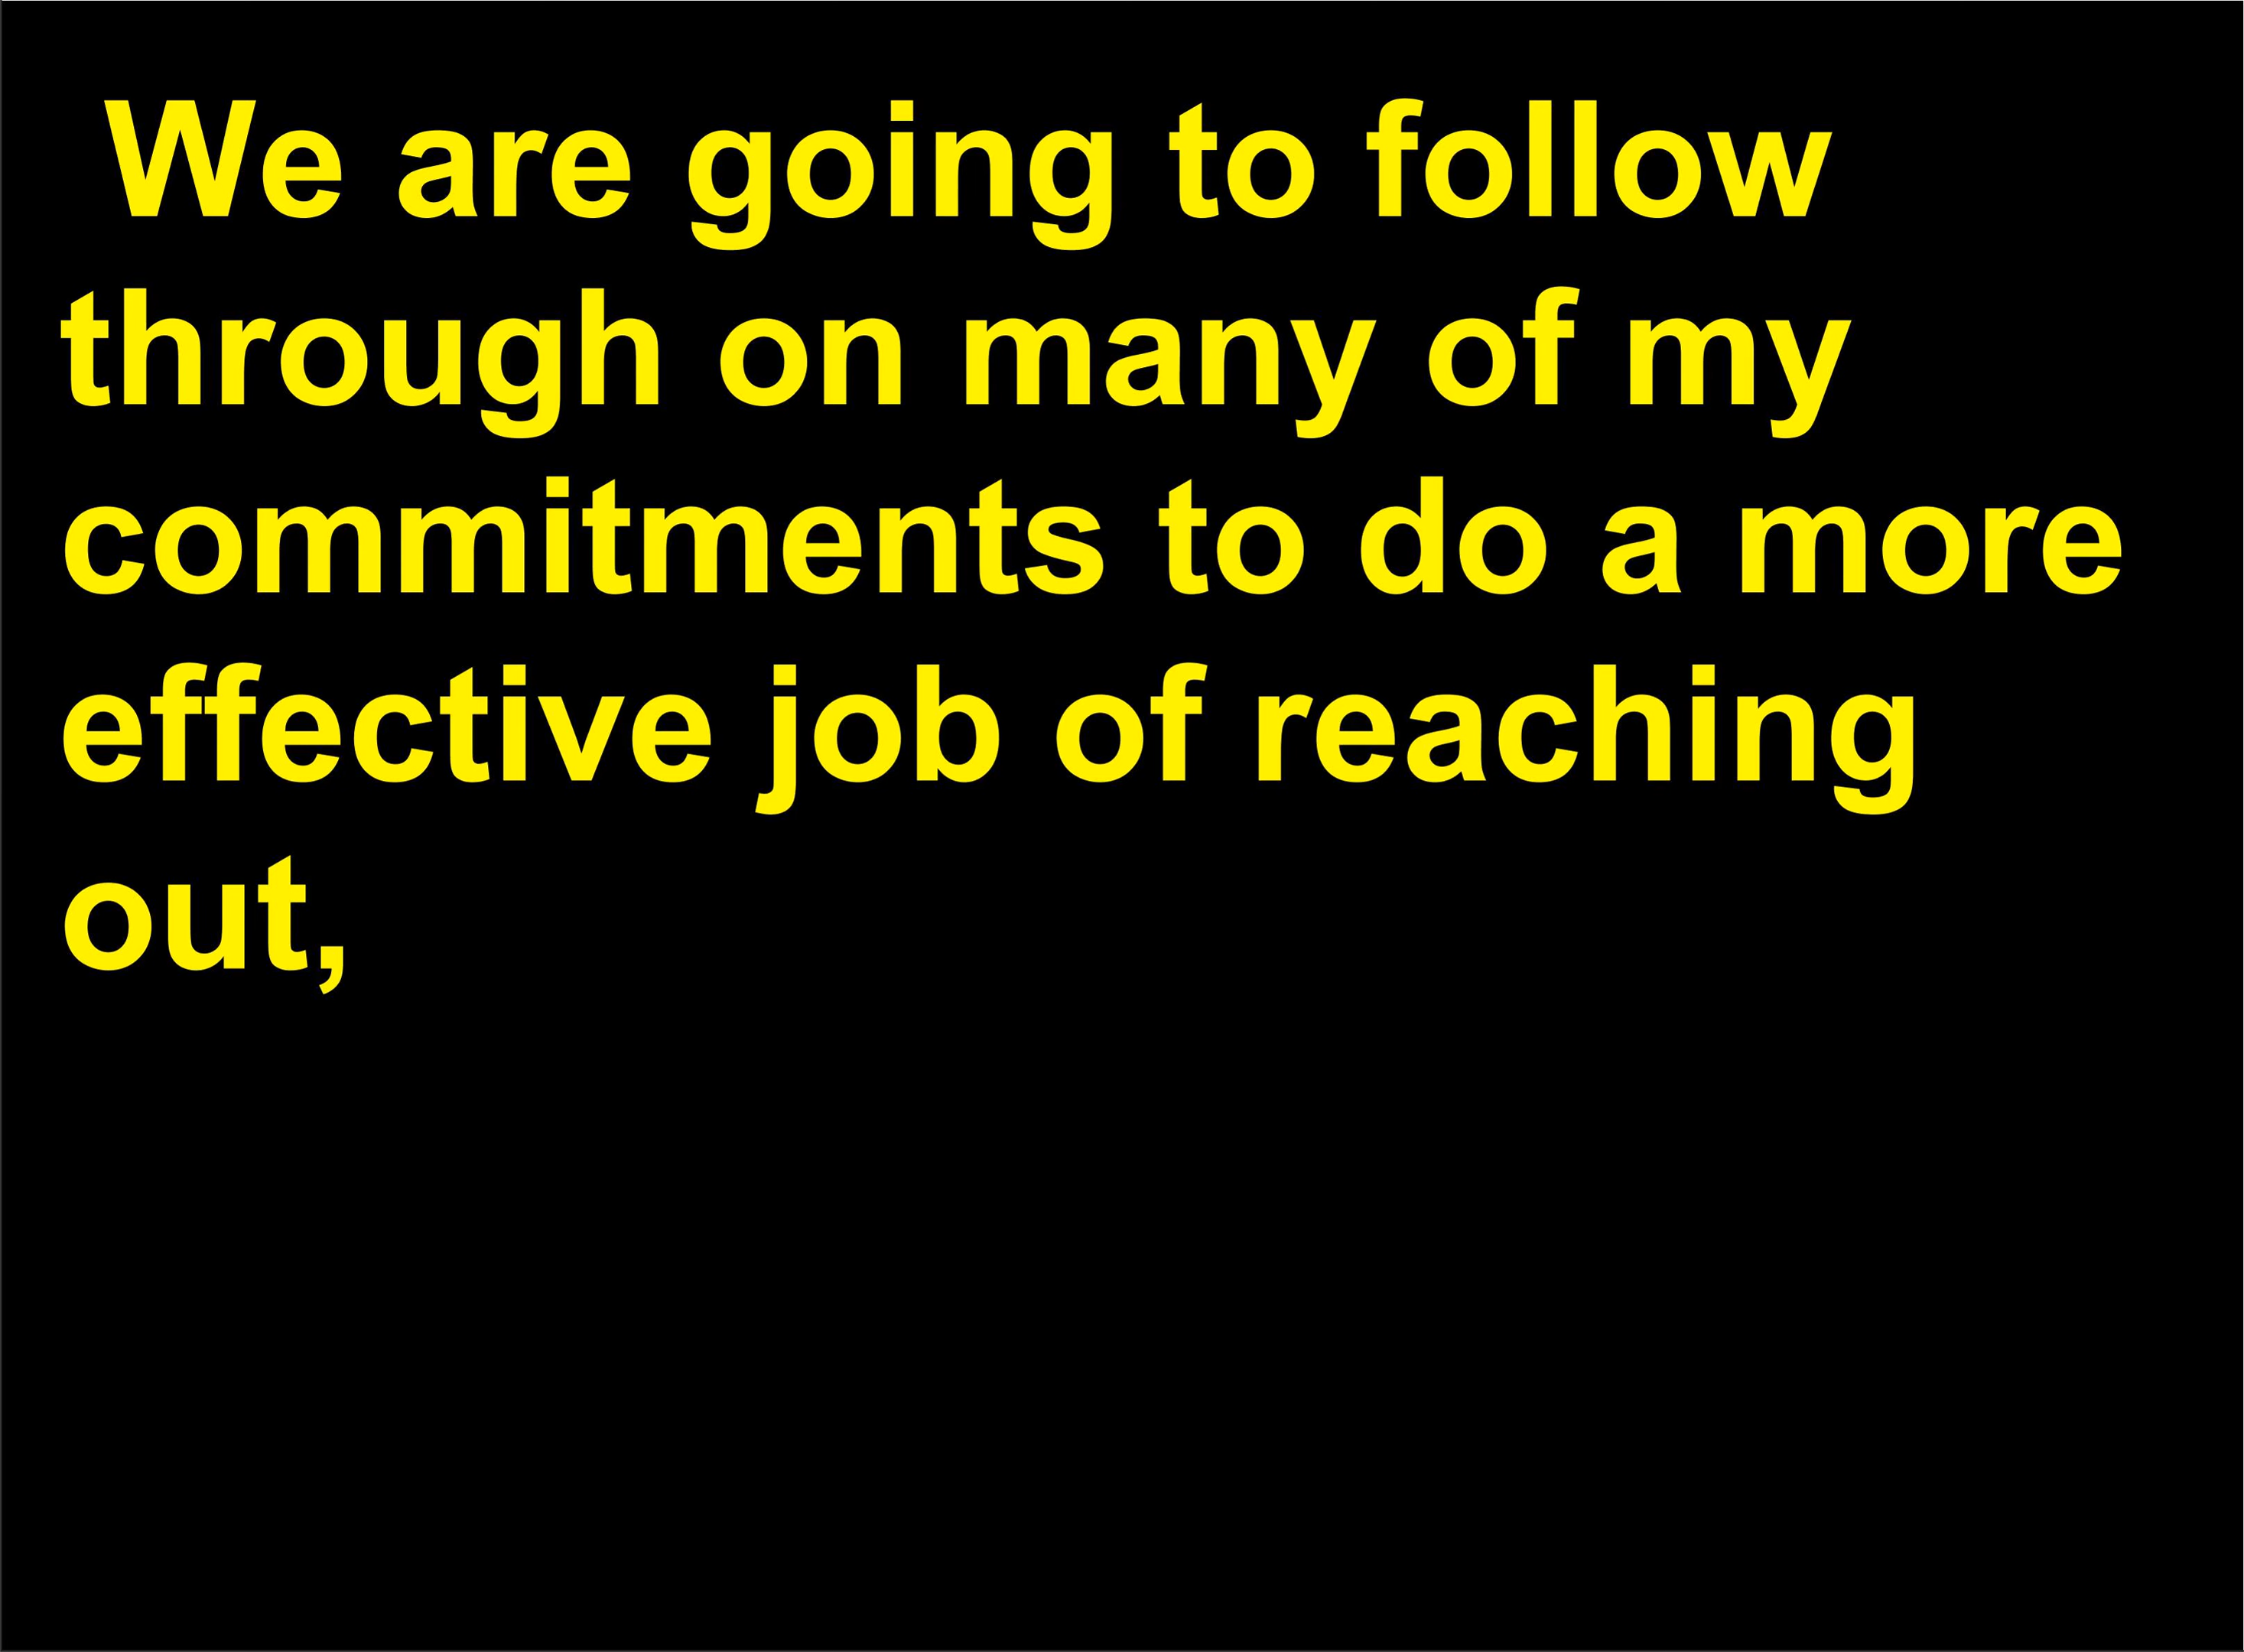 We are going to follow
through on many of my
commitments to do a more
effective job of reaching
out,